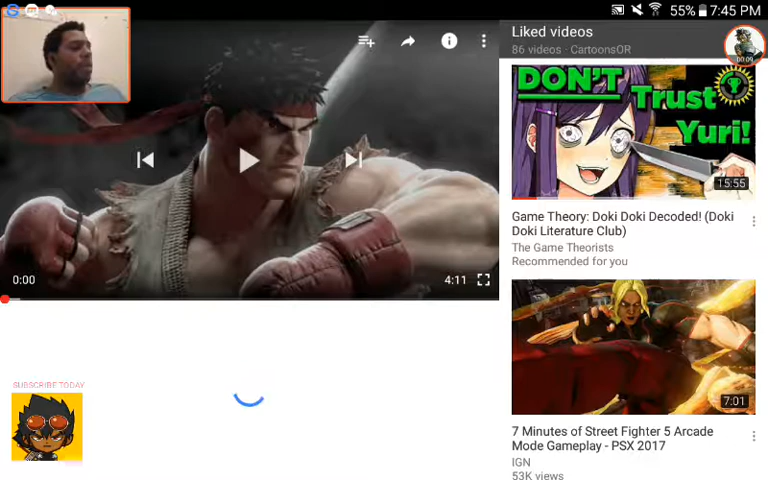 55% 7:45 PM
Liked videos
86 videos · CartoonsOR
00:09
DON'T
Trust
Yuri!
15:55
Game Theory: Doki Doki Decoded! (Doki
Doki Literature Club)
The Game Theorists
Recommended for you
0:00
4:11
7:01
7 Minutes of Street Fighter 5 Arcade
Mode Gameplay - PSX 2017
IGN
53K views
SUBSCRIBE TODAY